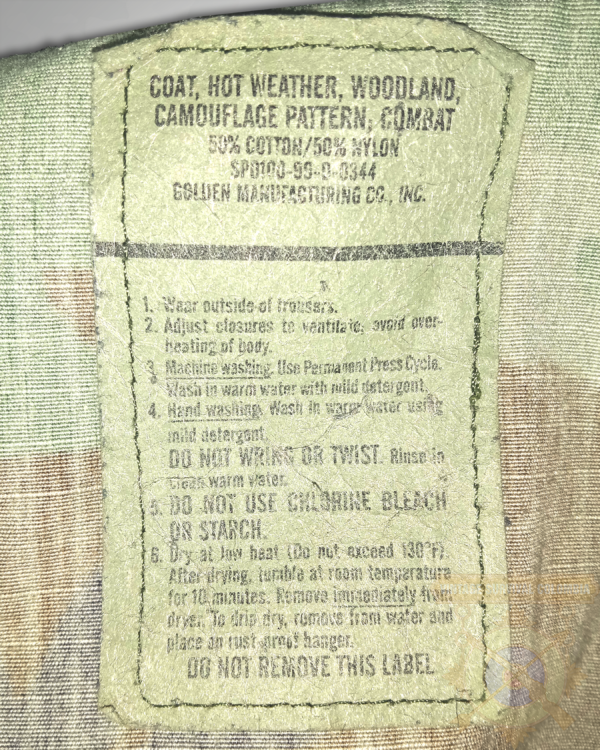 COAT, HOT WEATHER, WOODLAND,
CAMOUFLAGE PATTERN, COMBAT
50% COTTON/50% NYLON
SPO100-99-D-0344
GOLDEN MANUFACTURING CO., INC.
1. Wear outside of trousers.
2. Adjust closures to ventilate, avoid over-
heating of body.
3. Machine washing. Use Permanent Press Cycle.
Wash in warm water with mild detergent.
4. Hand washing. Wash in warm water using
mild detergent.
DO NOT WRING OR TWIST. Rinse in
clean warm water.
5. DO NOT USE CHLORINE BLEACH
OR STARCH.
6. Dry at low heat (Do not exceed 130°F).
After drying, tumble at room temperature
for 10 minutes. Remove immediately from
dryer. To drip dry, remove from water and
place on rust-proof hanger.
DO NOT REMOVE THIS LABEL